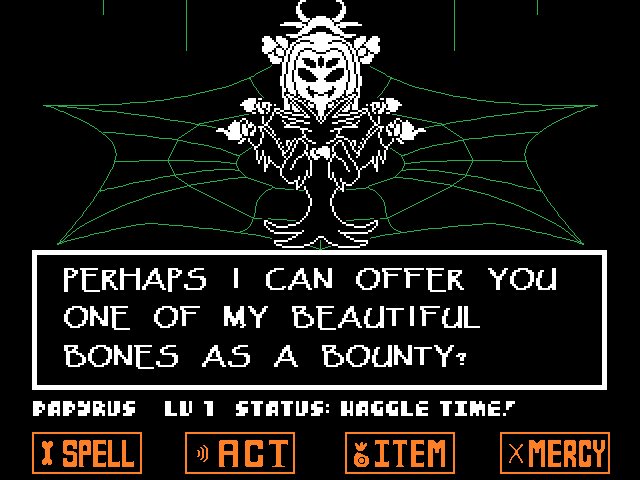 PERHAPS I CAN OFFER YOU
ONE OF MY BEAUTIFUL
BONES AS A BOUNTY?
PAPYRUS LV 1 STATUS: HAGGLE TIME!
SPELL ACT ITEM MERCY